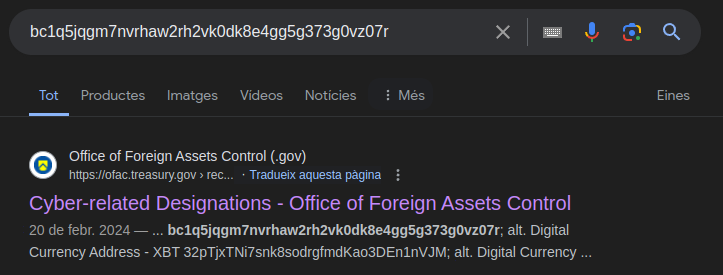 bc1q5jqgm7nvrhaw2rh2vk0dk8e4gg5g373g0vz07r
Tot Productes Imatges Videos Notícies Més Eines
Office of Foreign Assets Control (.gov)
https://ofac.treasury.gov › rec... · Tradueix aquesta pàgina
Cyber-related Designations - Office of Foreign Assets Control
20 de febr. 2024 — ... bc1q5jqgm7nvrhaw2rh2vk0dk8e4gg5g373g0vz07r; alt. Digital
Currency Address - XBT 32pTjxTNi7snk8sodrgfmdKao3DEn1nVJM; alt. Digital Currency ...